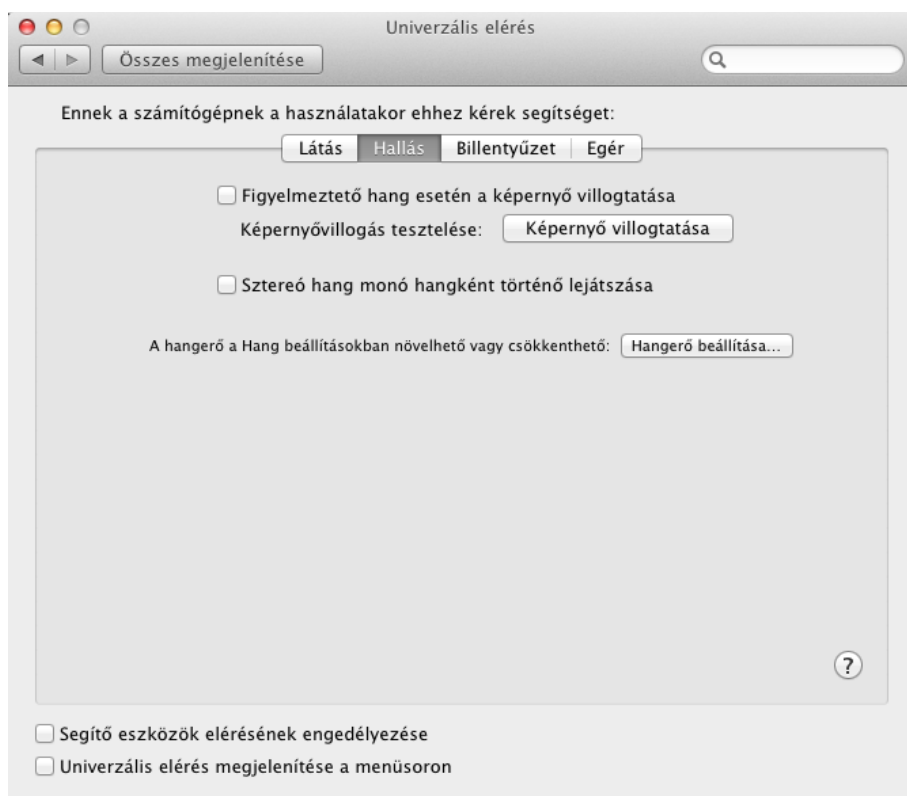 Univerzális elérés
Összes megjelenítése
Ennek a számítógépnek a használatakor ehhez kérek segítséget:
Látás Hallás Billentyűzet Egér
Figyelmeztető hang esetén a képernyő villogtatása
Képernyővillogás tesztelése: Képernyő villogtatása
Sztereó hang monó hangként történő lejátszása
A hangerő a Hang beállításokban növelhető vagy csökkenthető: Hangerő beállítása...
?
Segítő eszközök elérésének engedélyezése
Univerzális elérés megjelenítése a menüsoron